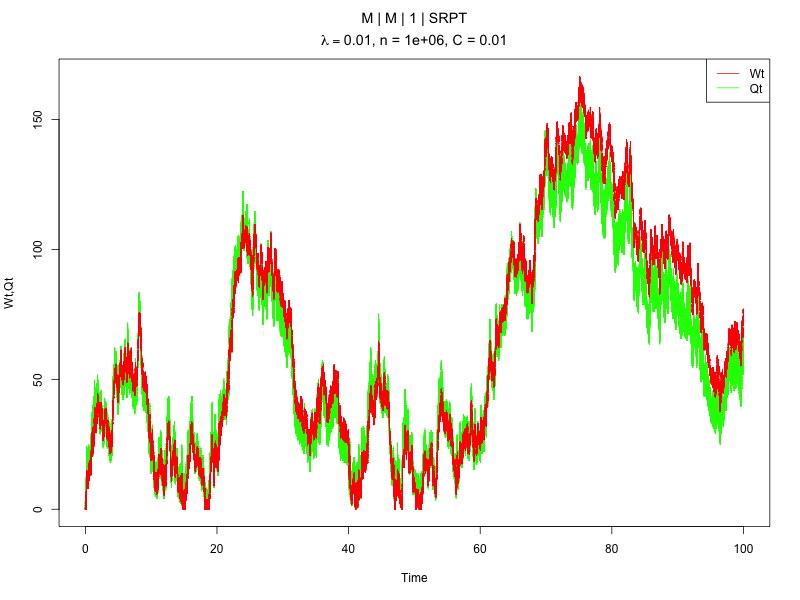 M | M | 1 | SRPT
λ = 0.01, n = 1e+06, C = 0.01
Wt
Qt
Wt,Qt
150
100
50
0
0 20 40 60 80 100
Time